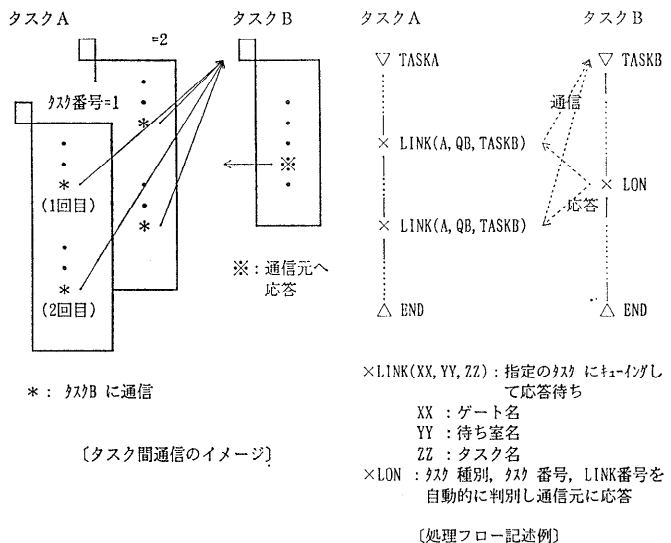 タスクA
タスクB
=2
タスク番号=1
*
*
(1回目)
*
*
(2回目)
※
※:通信元へ
応答
*: タスクB に通信
〔タスク間通信のイメージ〕
タスクA
タスクB
▽ TASKA
▽ TASKB
通信
× LINK(A,QB,TASKB)
× LON
応答
× LINK(A,QB,TASKB)
△ END
△ END
×LINK(XX,YY,ZZ):指定のタスク にキューイングし
て応答待ち
XX :ゲート名
YY :待ち室名
ZZ :タスク名
×LON :タスク 種別, タスク 番号, LINK番号を
自動的に判別し通信元に応答
〔処理フロー記述例〕